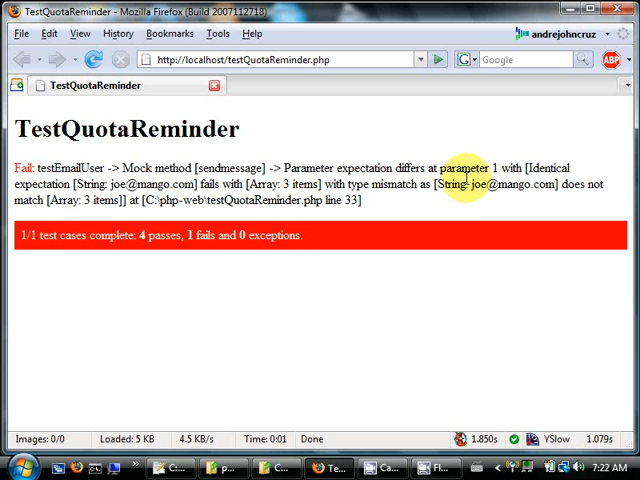 TestQuotaReminder - Mozilla Firefox (Build 2007112718)
File Edit View History Bookmarks Tools Help andrejohncruz
http://localhost/testQuotaReminder.php Google ABP
TestQuotaReminder
TestQuotaReminder
Fail: testEmailUser -> Mock method [sendmessage] -> Parameter expectation differs at parameter 1 with [Identical
expectation [String: joe@mango.com] fails with [Array: 3 items] with type mismatch as [String: joe@mango.com] does not
match [Array: 3 items]] at [C:\php-web\testQuotaReminder.php line 33]
1/1 test cases complete: 4 passes, 1 fails and 0 exceptions.
Images: 0/0 Loaded: 5 KB 4.5 KB/s Time: 0:01 Done 1.850s YSlow 1.079s
C:... p... C... Te... Ca... Fl... 7:22 AM